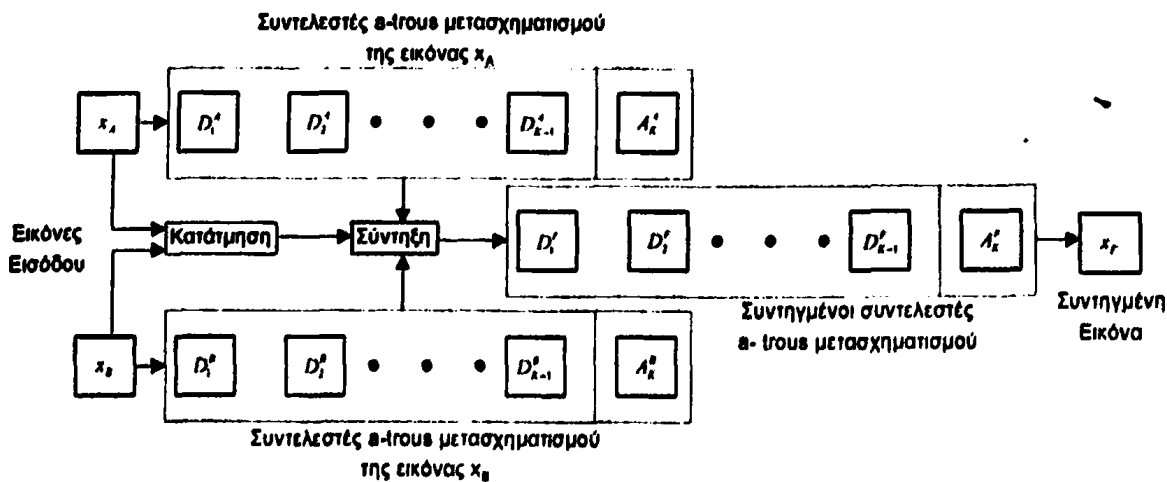 Συντελεστές a-trous μετασχηματισμού
της εικόνας x_A
x_A
D_1^A
D_2^A
D_{K-1}^A
A_K^A
Εικόνες
Εισόδου
Κατάτμηση
Σύντηξη
D_1^F
D_2^F
D_{K-1}^F
A_K^F
x_F
Συντηγμένοι συντελεστές
a- trous μετασχηματισμού
Συντηγμένη
Εικόνα
x_B
D_1^B
D_2^B
D_{K-1}^B
A_K^B
Συντελεστές a-trous μετασχηματισμού
της εικόνας x_B